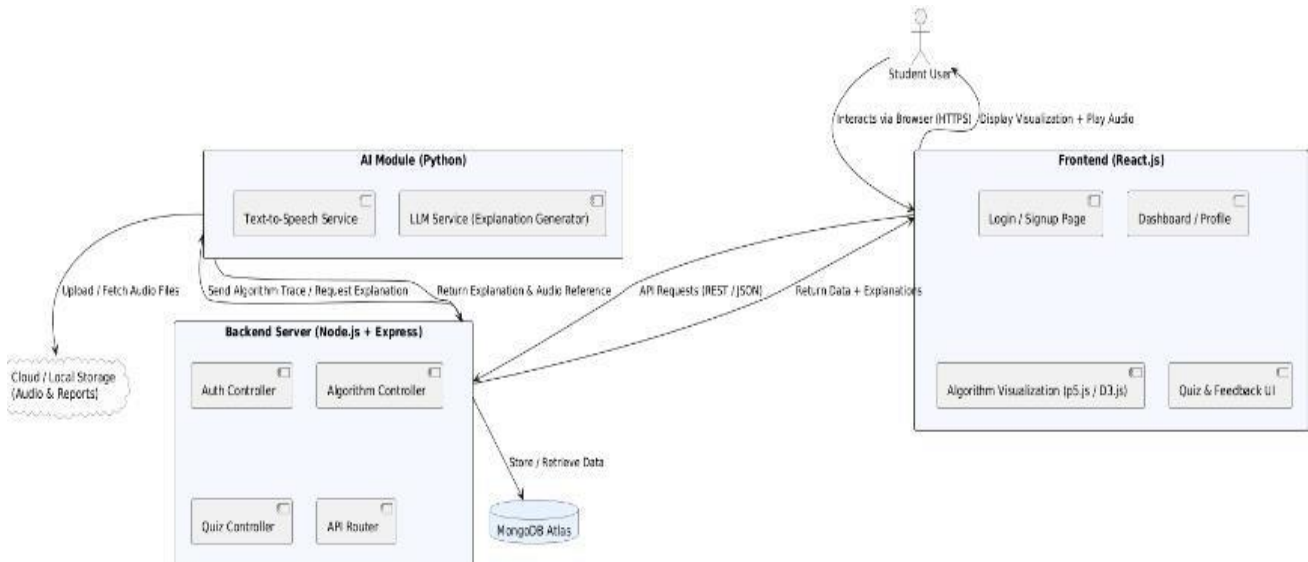 Student User
Interacts via Browser (HTTPS)
Display Visualization + Play Audio
AI Module (Python)
Text-to-Speech Service
LLM Service (Explanation Generator)
Frontend (React.js)
Login / Signup Page
Dashboard / Profile
Upload / Fetch Audio Files
Send Algorithm Trace / Request Explanation
Return Explanation & Audio Reference
API Requests (REST / JSON)
Return Data + Explanations
Backend Server (Node.js + Express)
Cloud / Local Storage
(Audio & Reports)
Auth Controller
Algorithm Controller
Algorithm Visualization (p5.js / D3.js)
Quiz & Feedback UI
Store / Retrieve Data
Quiz Controller
API Router
MongoDB Atlas